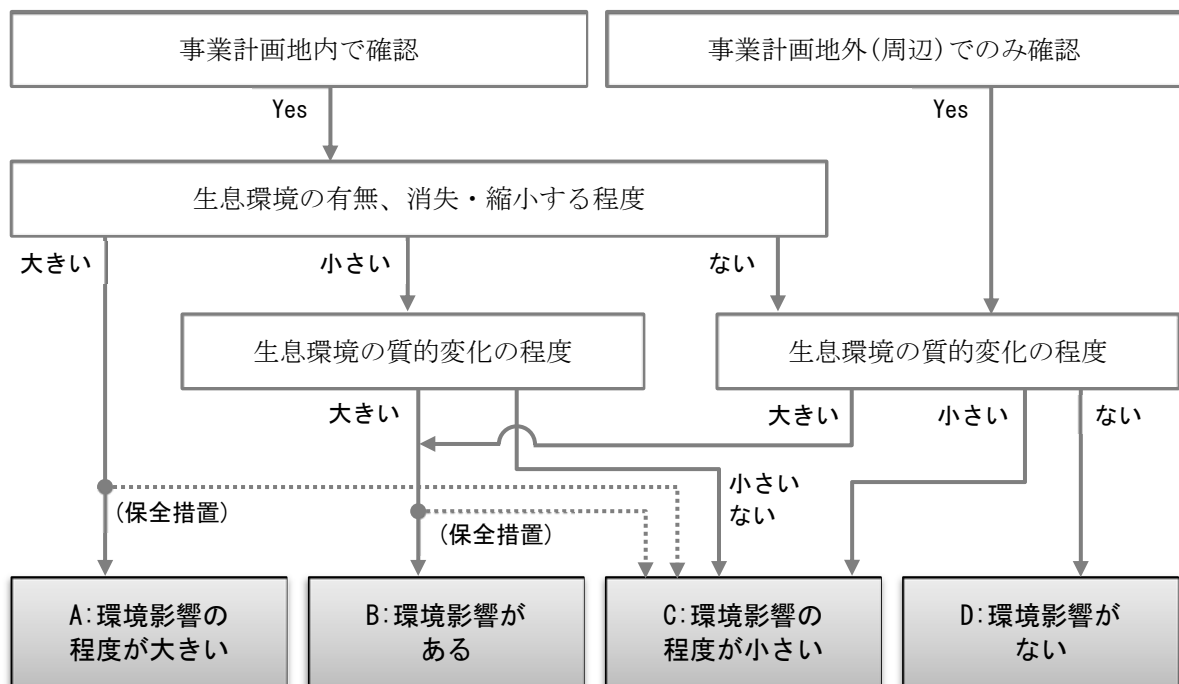 事業計画地内で確認
事業計画地外(周辺)でのみ確認
Yes
Yes
生息環境の有無、消失・縮小する程度
大きい
小さい
ない
生息環境の質的変化の程度
生息環境の質的変化の程度
大きい
大きい
小さい
ない
小さい
ない
(保全措置)
(保全措置)
A:環境影響の
程度が大きい
B:環境影響が
ある
C:環境影響の
程度が小さい
D:環境影響が
ない